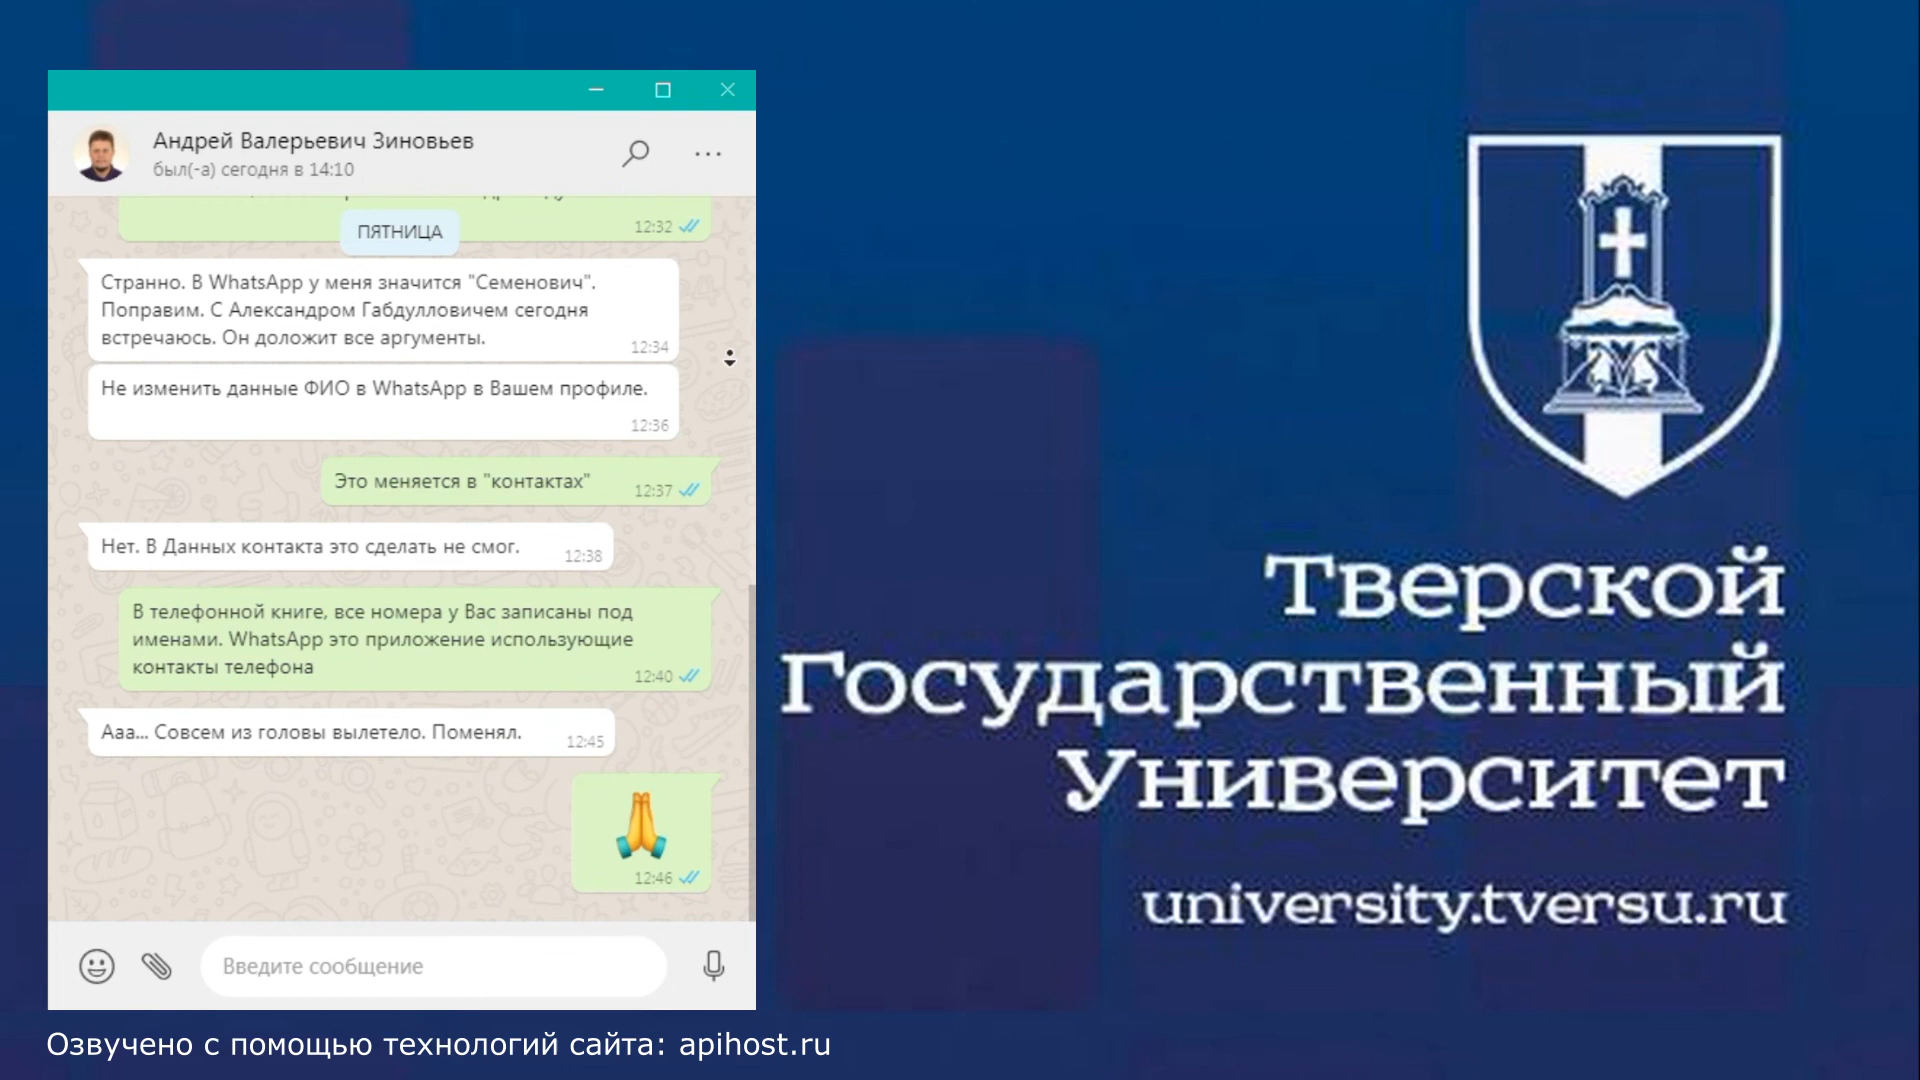 Андрей Валерьевич Зиновьев
был(-а) сегодня в 14:10
12:32
ПЯТНИЦА
Странно. В WhatsApp у меня значится "Семенович".
Поправим. С Александром Габдулловичем сегодня
встречаюсь. Он доложит все аргументы.
12:34
Не изменить данные ФИО в WhatsApp в Вашем профиле.
12:36
Это меняется в "контактах"
12:37
Нет. В Данных контакта это сделать не смог.
12:38
В телефонной книге, все номера у Вас записаны под
именами. WhatsApp это приложение использующие
контакты телефона
12:40
Ааа... Совсем из головы вылетело. Поменял.
12:45
12:46
Введите сообщение
Тверской
Государственный
Университет
university.tversu.ru
Озвучено с помощью технологий сайта: apihost.ru